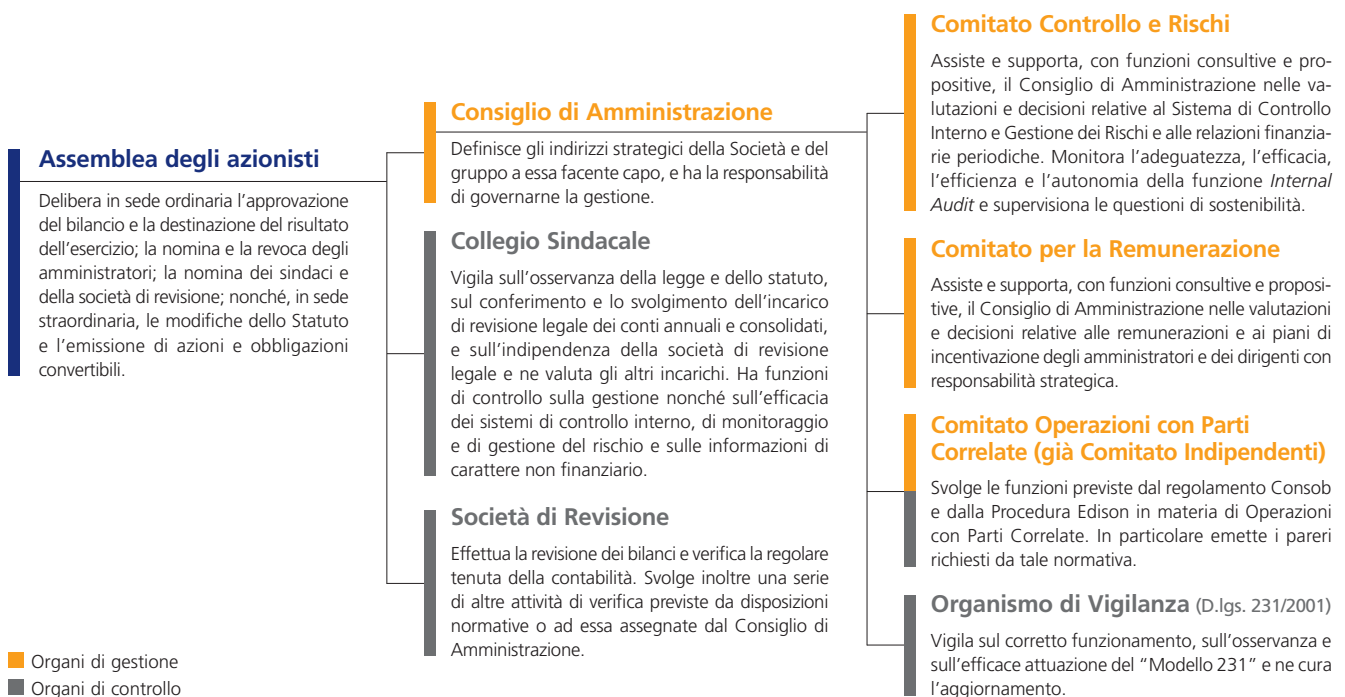 Assemblea degli azionisti
Delibera in sede ordinaria l'approvazione
del bilancio e la destinazione del risultato
dell'esercizio; la nomina e la revoca degli
amministratori; la nomina dei sindaci e
della società di revisione; nonché, in sede
straordinaria, le modifiche dello Statuto
e l'emissione di azioni e obbligazioni
convertibili.
Consiglio di Amministrazione
Definisce gli indirizzi strategici della Società e del
gruppo a essa facente capo, e ha la responsabilità
di governarne la gestione.
Collegio Sindacale
Vigila sull'osservanza della legge e dello statuto,
sul conferimento e lo svolgimento dell'incarico
di revisione legale dei conti annuali e consolidati,
e sull'indipendenza della società di revisione
legale e ne valuta gli altri incarichi. Ha funzioni
di controllo sulla gestione nonché sull'efficacia
dei sistemi di controllo interno, di monitoraggio
e di gestione del rischio e sulle informazioni di
carattere non finanziario.
Società di Revisione
Effettua la revisione dei bilanci e verifica la regolare
tenuta della contabilità. Svolge inoltre una serie
di altre attività di verifica previste da disposizioni
normative o ad essa assegnate dal Consiglio di
Amministrazione.
Comitato Controllo e Rischi
Assiste e supporta, con funzioni consultive e pro-
positive, il Consiglio di Amministrazione nelle va-
lutazioni e decisioni relative al Sistema di Controllo
Interno e Gestione dei Rischi e alle relazioni finanzia-
rie periodiche. Monitora l'adeguatezza, l'efficacia,
l'efficienza e l'autonomia della funzione Internal
Audit e supervisiona le questioni di sostenibilità.
Comitato per la Remunerazione
Assiste e supporta, con funzioni consultive e proposi-
tive, il Consiglio di Amministrazione nelle valutazioni
e decisioni relative alle remunerazioni e ai piani di
incentivazione degli amministratori e dei dirigenti con
responsabilità strategica.
Comitato Operazioni con Parti
Correlate (già Comitato Indipendenti)
Svolge le funzioni previste dal regolamento Consob
e dalla Procedura Edison in materia di Operazioni
con Parti Correlate. In particolare emette i pareri
richiesti da tale normativa.
Organismo di Vigilanza (D.lgs. 231/2001)
Vigila sul corretto funzionamento, sull'osservanza e
sull'efficace attuazione del "Modello 231" e ne cura
l'aggiornamento.
Organi di gestione
Organi di controllo